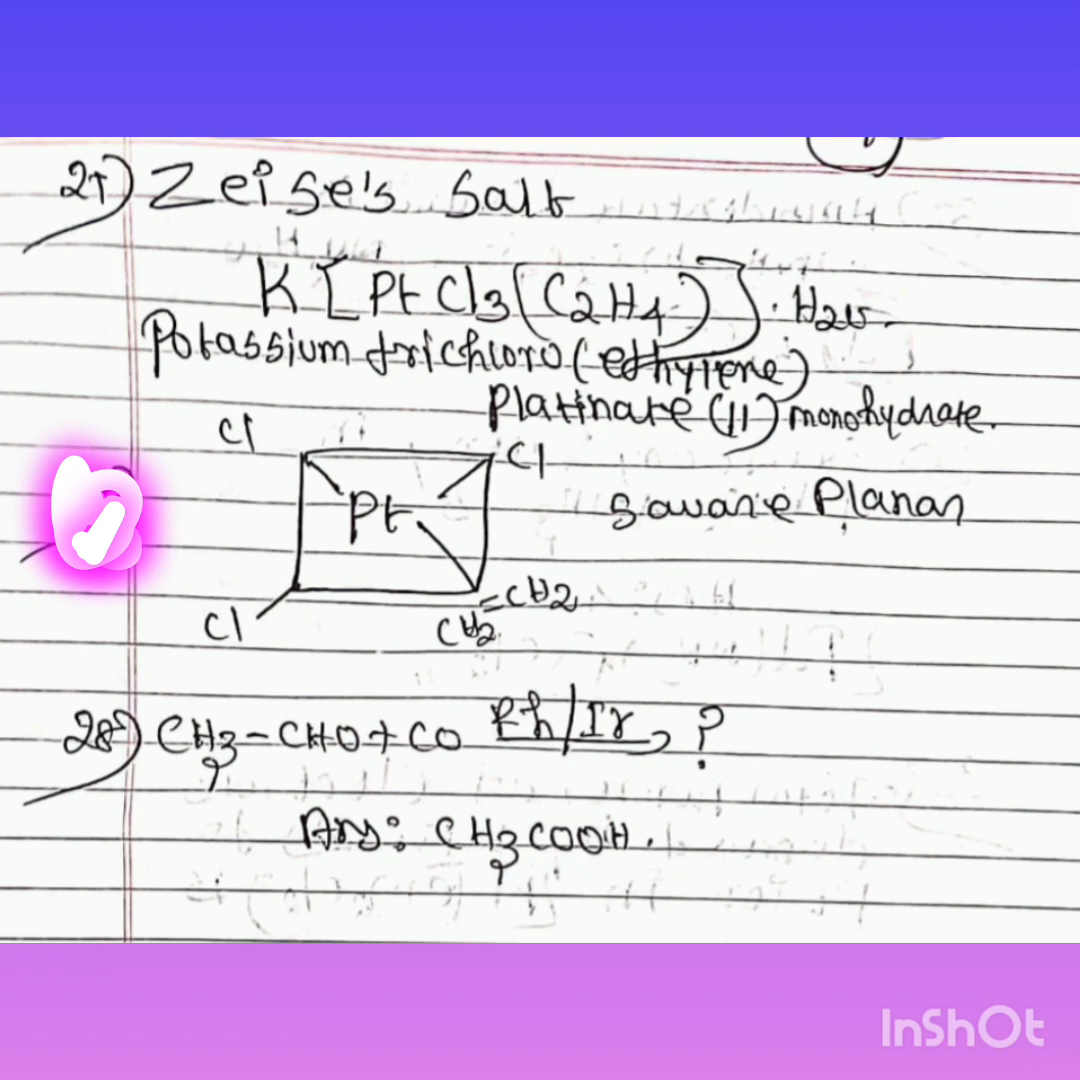 27) Zeise's Salt
K [Pt Cl3 (C2H4)] · H2O.
Potassium trichloro (ethylene)
Platinate (II) monohydrate.
Cl Cl
Pt Square Planar
Cl CH2=CH2
28) CH3-CHO + CO Rh/Ir ?
Ans: CH3COOH.
InShOt